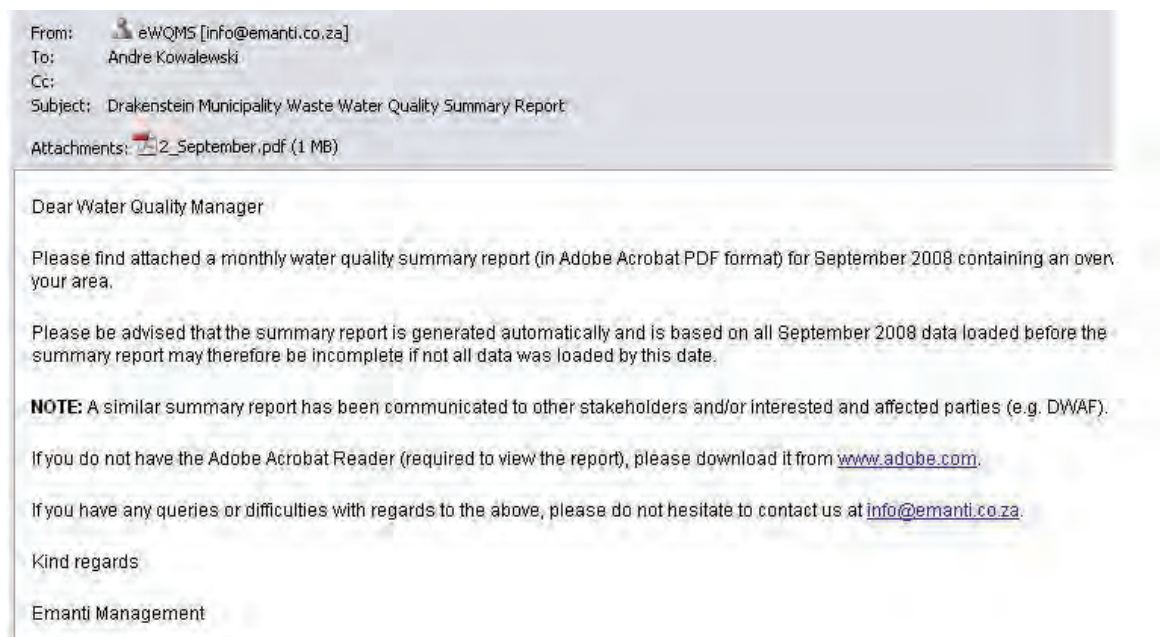 From: eWQMS [info@emanti.co.za]
To: Andre Kowalewski
Cc:
Subject: Drakenstein Municipality Waste Water Quality Summary Report
Attachments: 2_September.pdf (1 MB)
Dear Water Quality Manager
Please find attached a monthly water quality summary report (in Adobe Acrobat PDF format) for September 2008 containing an
your area.
Please be advised that the summary report is generated automatically and is based on all September 2008 data loaded before the
summary report may therefore be incomplete if not all data was loaded by this date.
NOTE: A similar summary report has been communicated to other stakeholders and/or interested and affected parties (e.g. DWAF).
If you do not have the Adobe Acrobat Reader (required to view the report), please download it from www.adobe.com.
If you have any queries or difficulties with regards to the above, please do not hesitate to contact us at info@emanti.co.za.
Kind regards
Emanti Management